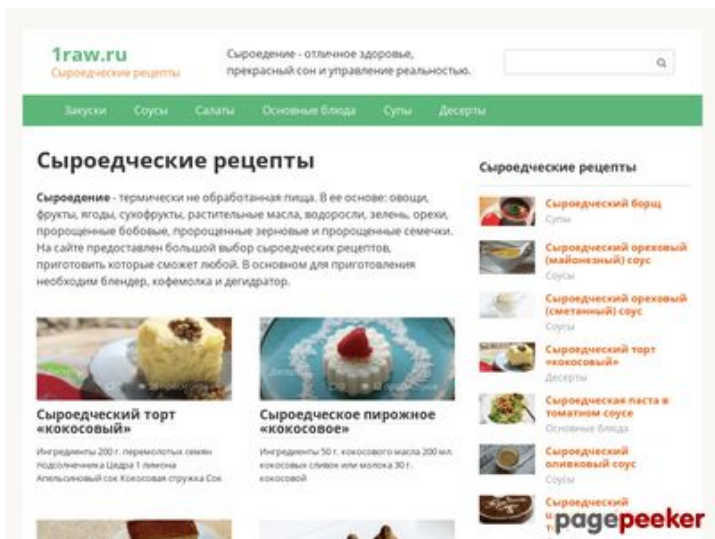 1raw.ru
Сыроедческие рецепты
Сыроедение - отличное здоровье,
прекрасный сон и управление реальностью.
Закуски Соусы Салаты Основные блюда Супы Десерты
Сыроедческие рецепты
Сыроедение - термически не обработанная пища. В ее основе: овощи,
фрукты, ягоды, сухофрукты, растительные масла, водоросли, зелень, орехи,
пророщенные бобовые, пророщенные зерновые и пророщенные семечки.
На сайте предоставлен большой выбор сыроедческих рецептов,
приготовить которые сможет любой. В основном для приготовления
необходим блендер, кофемолка и дегидратор.
Десерты
Сыроедческий торт
«кокосовый»
Ингредиенты 200 г. перемолотых семян
подсолнечника Цедра 1 лимона
Апельсиновый сок Кокосовая стружка Сок
Десерты
Сыроедческое пирожное
«кокосовое»
Ингредиенты 50 г. кокосового масла 200 мл.
кокосовых сливок или молока 30 г.
кокосовой
Сыроедческие рецепты
Сыроедческий борщ
Супы
Сыроедческий ореховый
(майонезный) соус
Соусы
Сыроедческий ореховый
(сметанный) соус
Соусы
Сыроедческий торт
«кокосовый»
Десерты
Сыроедческая паста в
томатном соусе
Основные блюда
Сыроедческий
оливковый соус
Соусы
Сыроедческий
pagepeeker